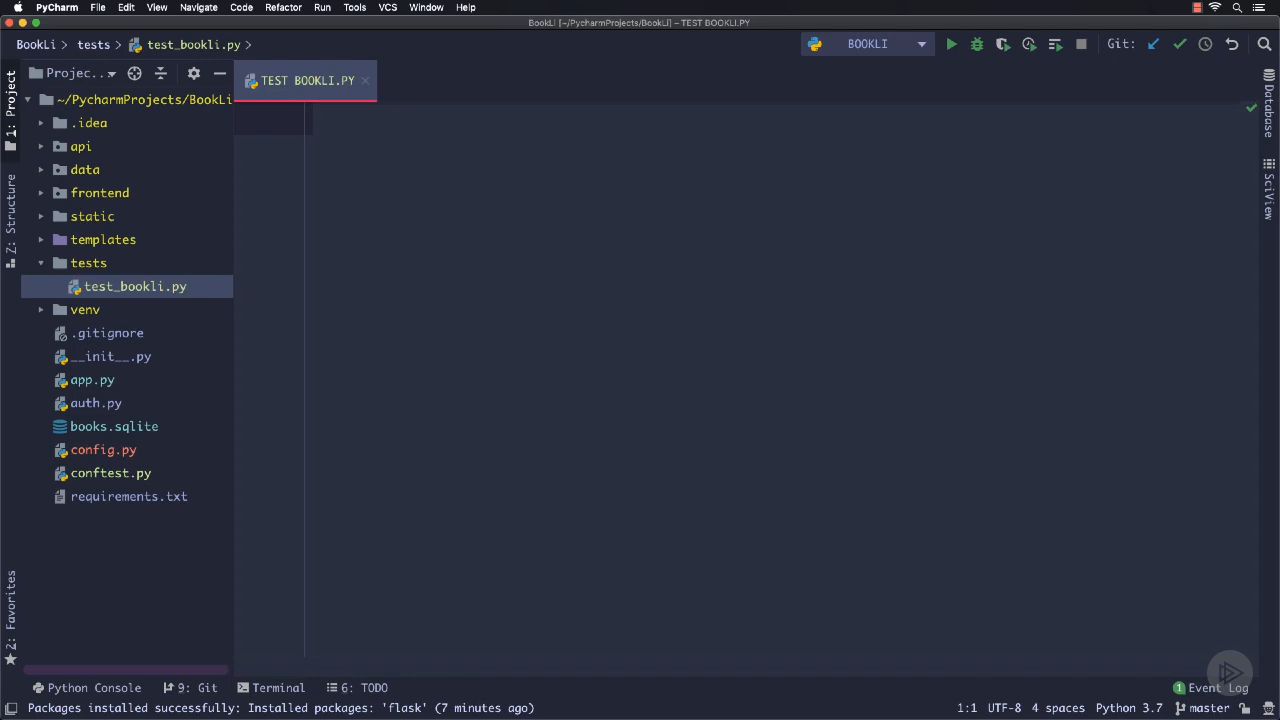 PyCharm File Edit View Navigate Code Refactor Run Tools VCS Window Help
BookLi [~/PycharmProjects/BookLi] – TEST BOOKLI.PY
BookLi tests test_bookli.py
BOOKLI
Git:
Projec..
TEST BOOKLI.PY
1: Project
Z: Structure
Z: Favorites
~/PycharmProjects/BookLi
.idea
api
data
frontend
static
templates
tests
test_bookli.py
venv
.gitignore
__init__.py
app.py
auth.py
books.sqlite
config.py
conftest.py
requirements.txt
Database
SciView
Python Console 9: Git Terminal 6: TODO
1 Event Log
Packages installed successfully: Installed packages: 'flask' (7 minutes ago)
1:1 UTF-8 4 spaces Python 3.7 master